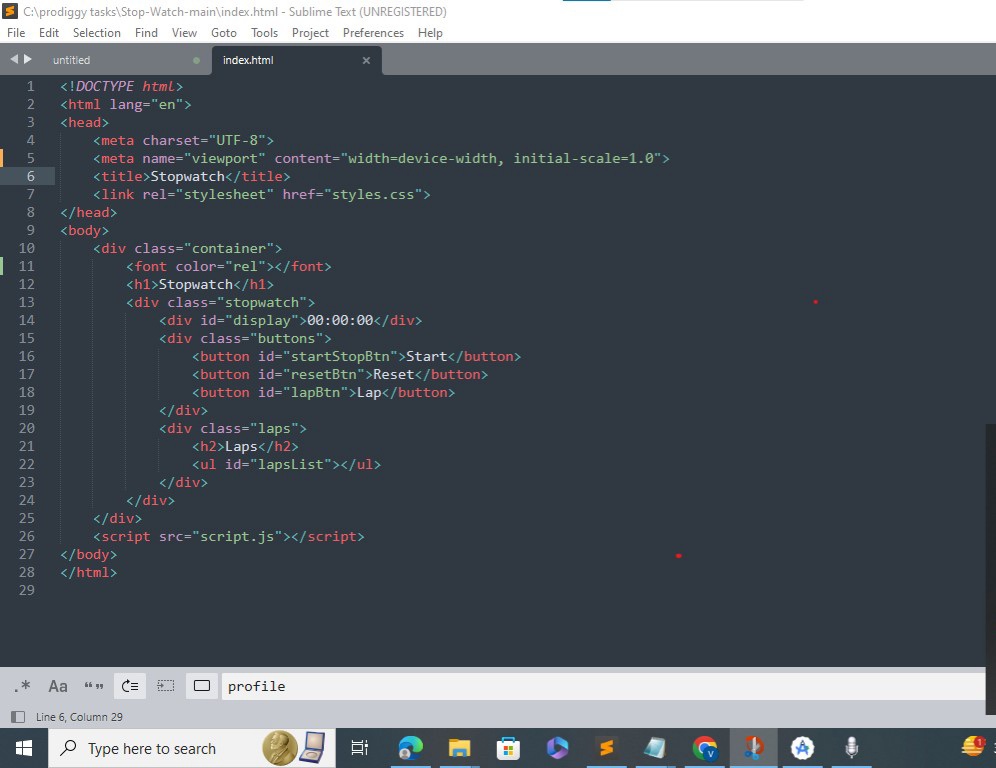 C:\prodiggy tasks\Stop-Watch-main\index.html - Sublime Text (UNREGISTERED)
File Edit Selection Find View Goto Tools Project Preferences Help
untitled index.html
1 <!DOCTYPE html>
2 <html lang="en">
3 <head>
4 <meta charset="UTF-8">
5 <meta name="viewport" content="width=device-width, initial-scale=1.0">
6 <title>Stopwatch</title>
7 <link rel="stylesheet" href="styles.css">
8 </head>
9 <body>
10 <div class="container">
11 <font color="rel"></font>
12 <h1>Stopwatch</h1>
13 <div class="stopwatch">
14 <div id="display">00:00:00</div>
15 <div class="buttons">
16 <button id="startStopBtn">Start</button>
17 <button id="resetBtn">Reset</button>
18 <button id="lapBtn">Lap</button>
19 </div>
20 <div class="laps">
21 <h2>Laps</h2>
22 <ul id="lapsList"></ul>
23 </div>
24 </div>
25 </div>
26 <script src="script.js"></script>
27 </body>
28 </html>
29
.* Aa “ ” profile
Line 6, Column 29
Type here to search